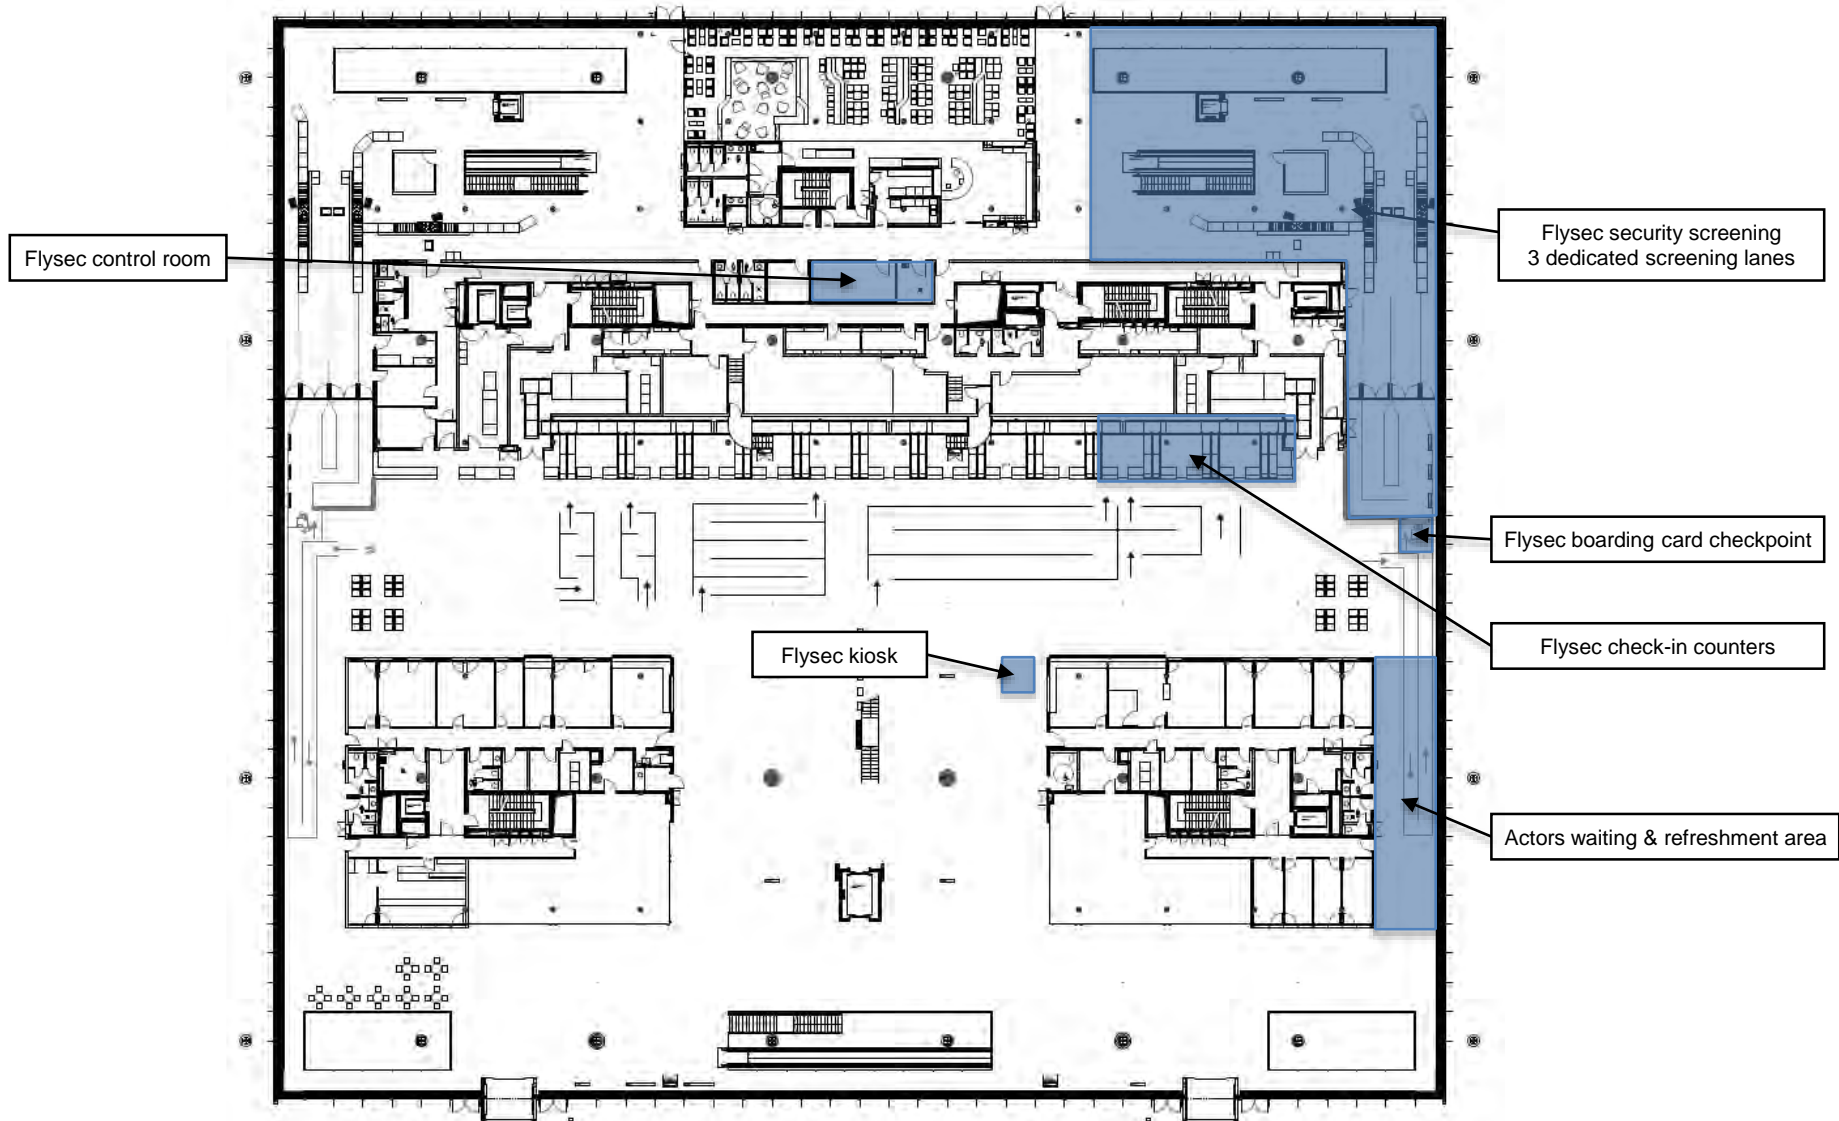 Flysec security screening
3 dedicated screening lanes
Flysec control room
Flysec boarding card checkpoint
Flysec kiosk
Flysec check-in counters
Actors waiting & refreshment area